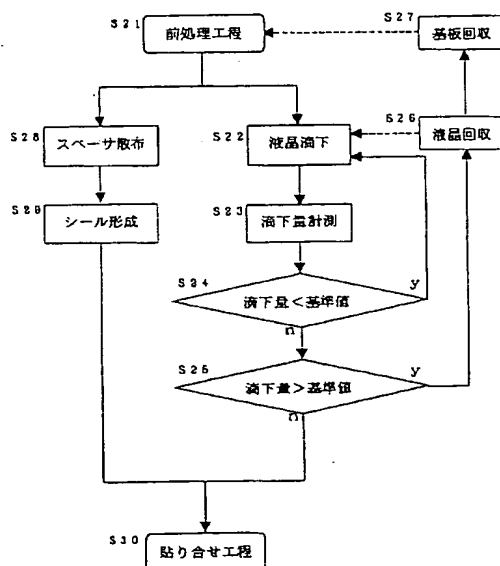 S21
前処理工程
S27
基板回収
S28
スペーサ散布
S22
液晶滴下
S26
液晶回収
S29
シール形成
S23
滴下量計測
S24
滴下量<基準値
y
n
S25
滴下量>基準値
y
n
S30
貼り合せ工程